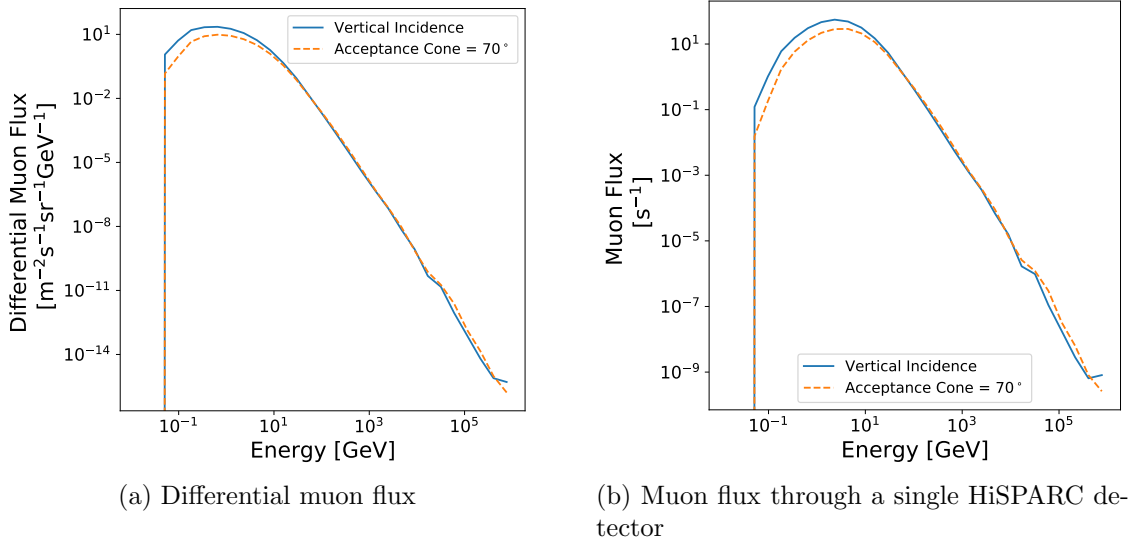 10^1
10^−2
10^−5
10^−8
10^−11
10^−14
Differential Muon Flux
[m^−2s^−1sr^−1GeV^−1]
Vertical Incidence
Acceptance Cone = 70°
10^−1
10^1
10^3
10^5
Energy [GeV]
(a) Differential muon flux
10^1
10^−1
10^−3
10^−5
10^−7
10^−9
Muon Flux
[s^−1]
Vertical Incidence
Acceptance Cone = 70°
10^−1
10^1
10^3
10^5
Energy [GeV]
(b) Muon flux through a single HiSPARC de-
tector